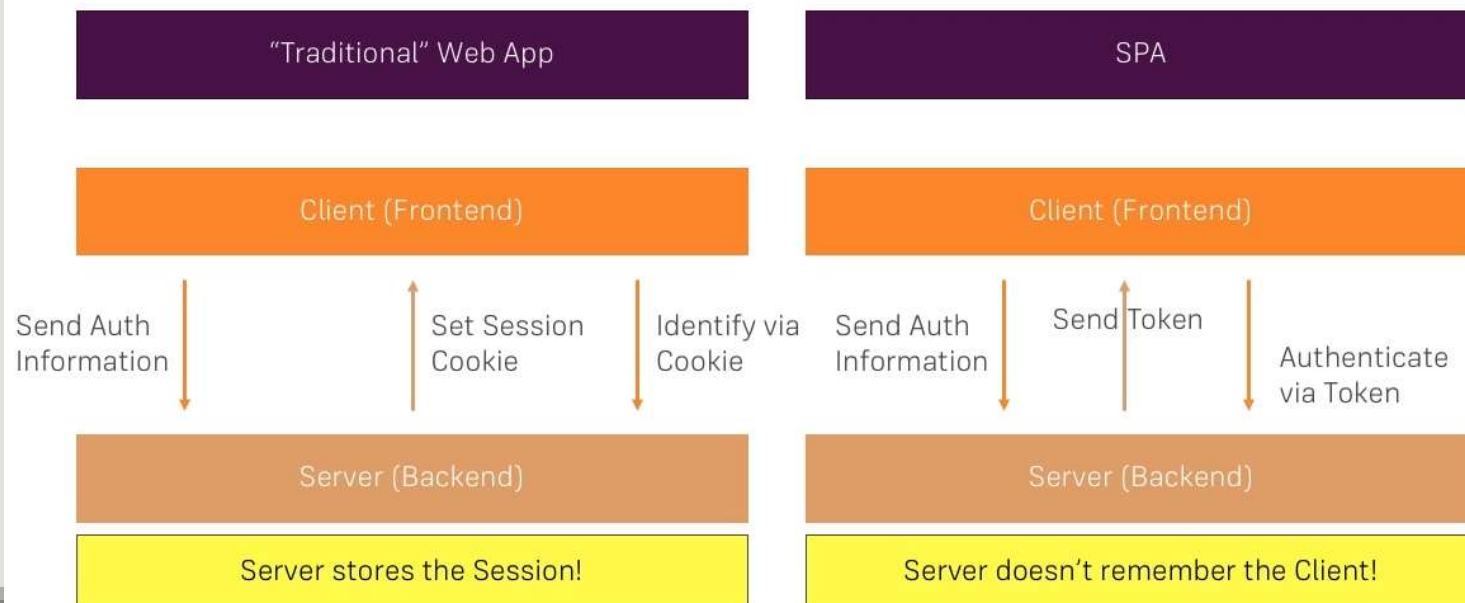 “Traditional” Web App
SPA
Client (Frontend)
Client (Frontend)
Send Auth
Information
Set Session
Cookie
Identify via
Cookie
Send Auth
Information
Send Token
Authenticate
via Token
Server (Backend)
Server (Backend)
Server stores the Session!
Server doesn’t remember the Client!